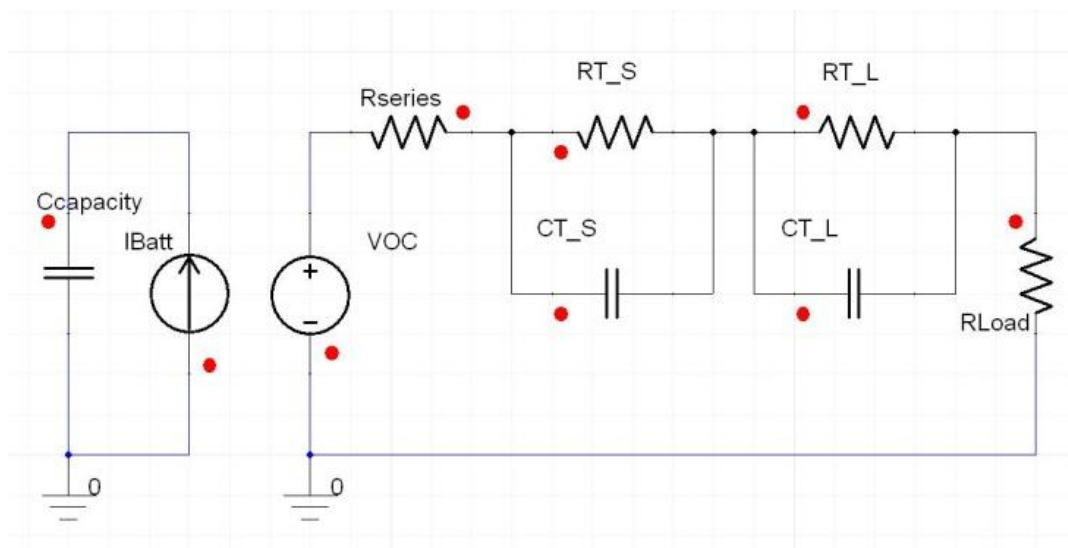 RT_S
RT_L
Rseries
Ccapacity
IBatt
VOC
CT_S
CT_L
RLoad
0
0